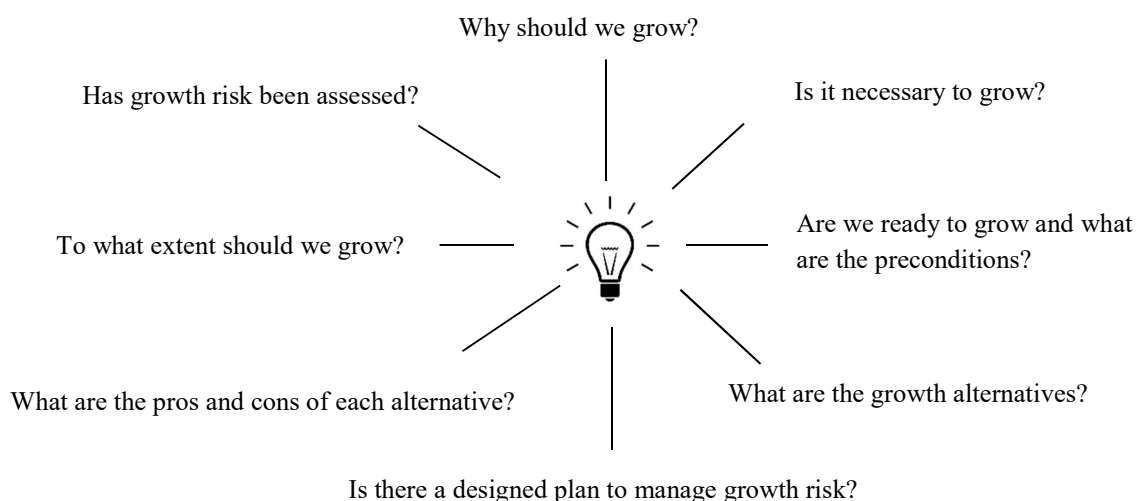 Why should we grow?
Has growth risk been assessed?
Is it necessary to grow?
To what extent should we grow?
Are we ready to grow and what
are the preconditions?
What are the pros and cons of each alternative?
What are the growth alternatives?
Is there a designed plan to manage growth risk?